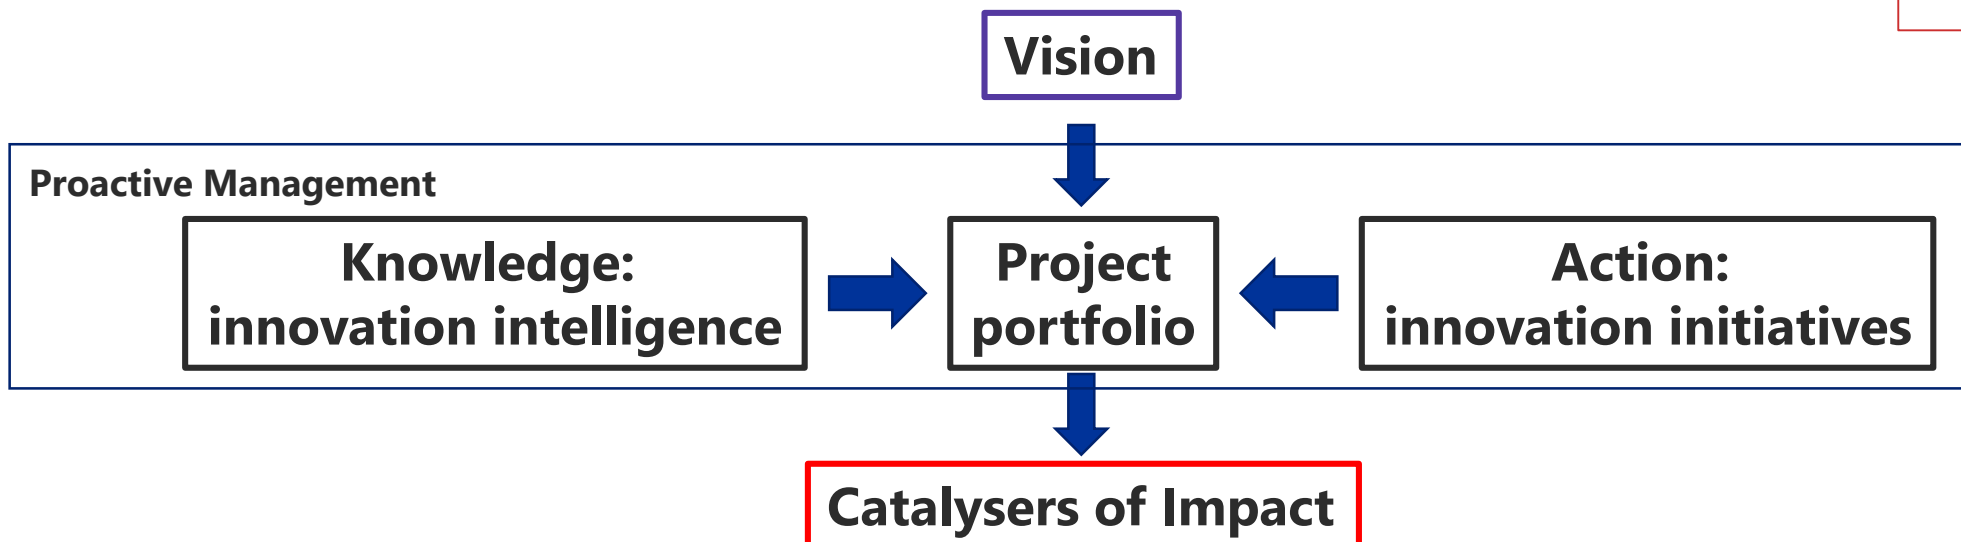 Vision
Proactive Management
Knowledge:
innovation intelligence
Project
portfolio
Action:
innovation initiatives
Catalysers of Impact